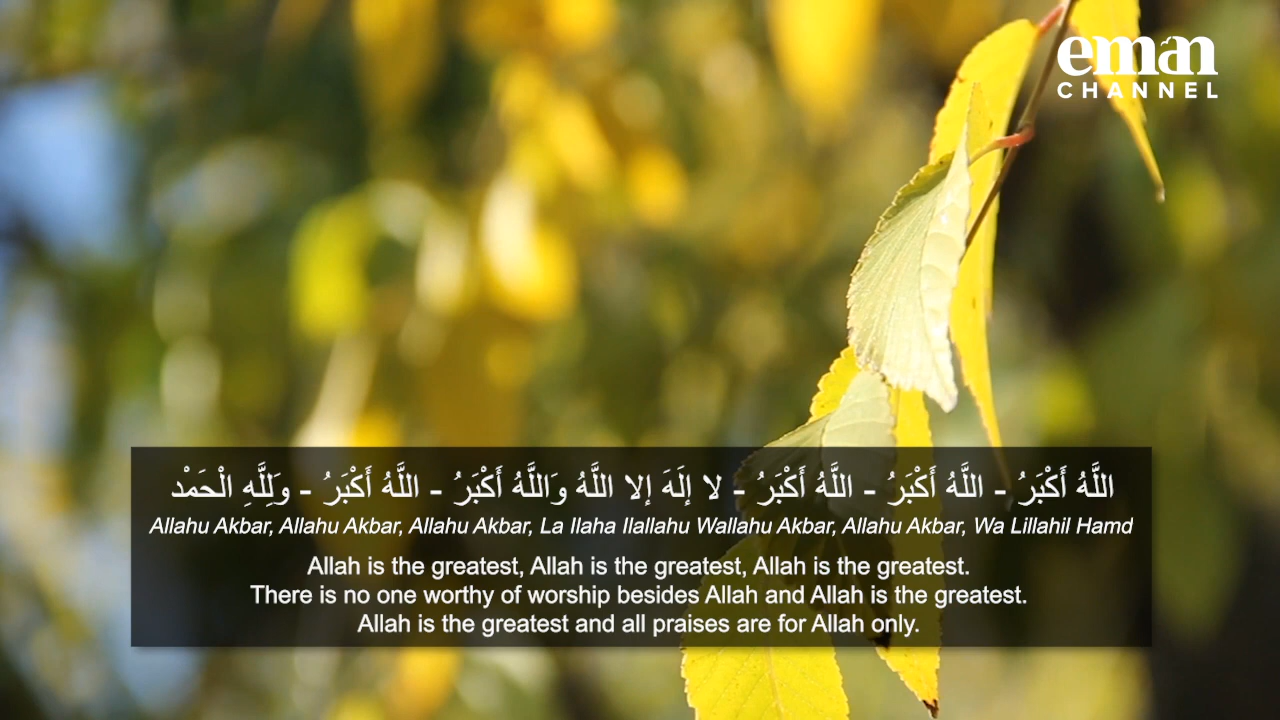 eman
CHANNEL
اللَّهُ أَكْبَرُ - اللَّهُ أَكْبَرُ - اللَّهُ أَكْبَرُ - لا إِلَهَ إِلا اللَّهُ وَاللَّهُ أَكْبَرُ - اللَّهُ أَكْبَرُ - وَلِلَّهِ الْحَمْد
Allahu Akbar, Allahu Akbar, Allahu Akbar, La Ilaha Ilallahu Wallahu Akbar, Allahu Akbar, Wa Lillahil Hamd
Allah is the greatest, Allah is the greatest, Allah is the greatest.
There is no one worthy of worship besides Allah and Allah is the greatest.
Allah is the greatest and all praises are for Allah only.